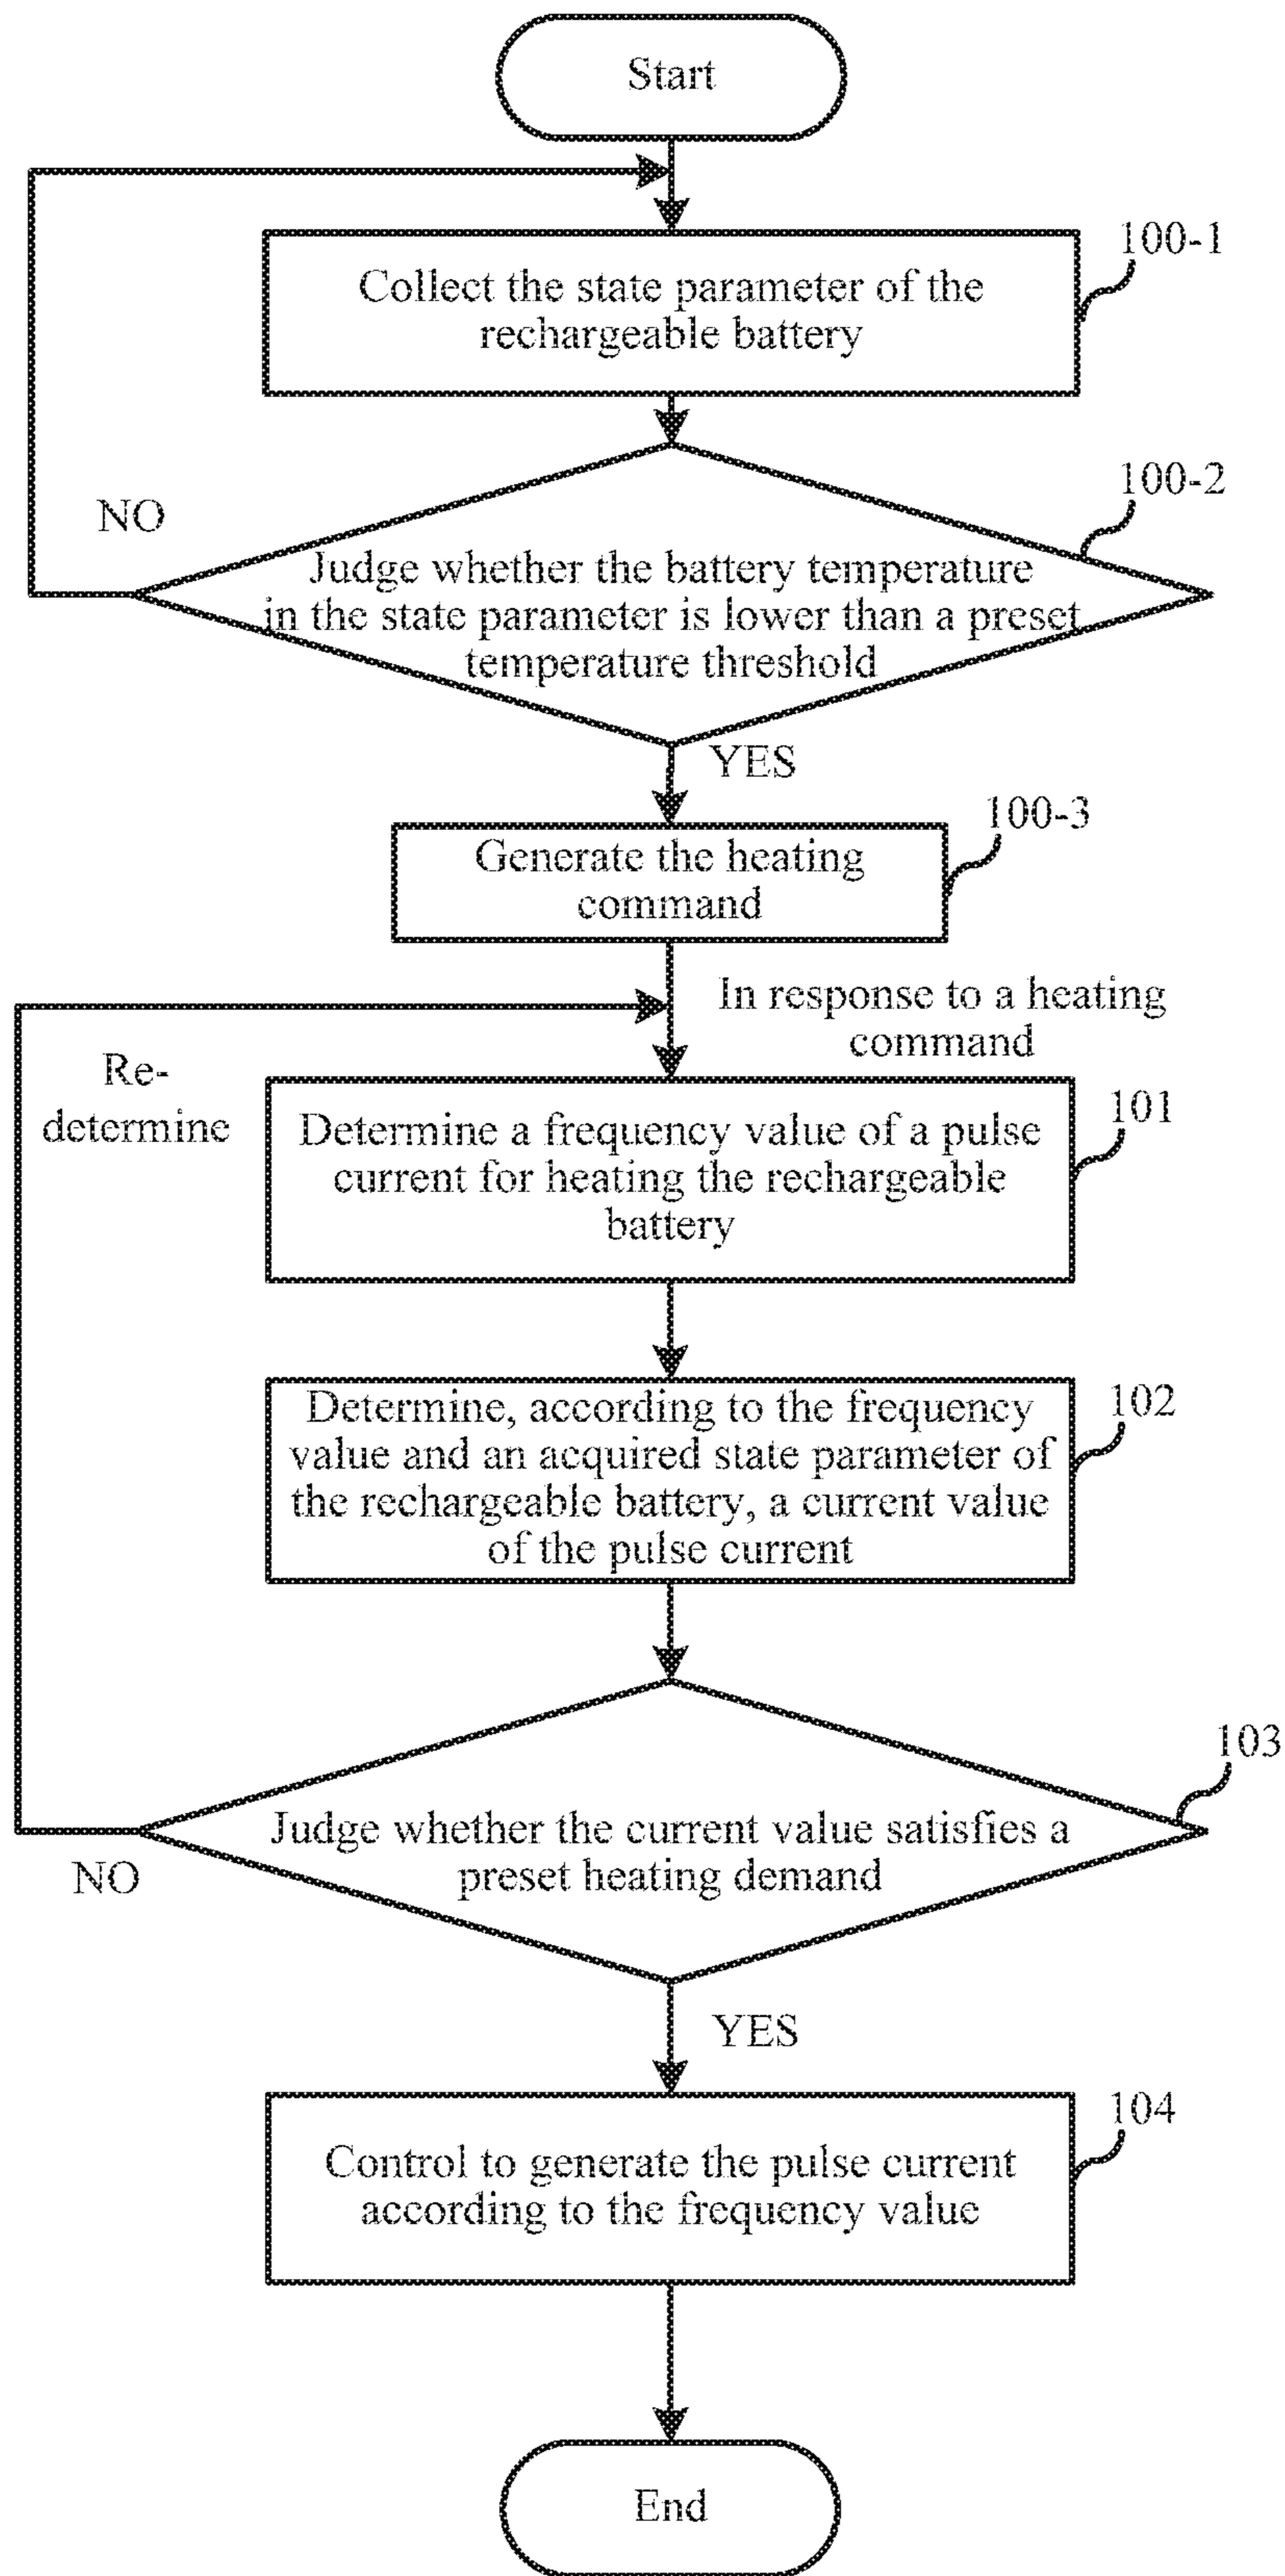 Start
100-1
Collect the state parameter of the
rechargeable battery
100-2
NO
Judge whether the battery temperature
in the state parameter is lower than a preset
temperature threshold
YES
100-3
Generate the heating
command
In response to a heating
command
Re-
determine
101
Determine a frequency value of a pulse
current for heating the rechargeable
battery
102
Determine, according to the frequency
value and an acquired state parameter of
the rechargeable battery, a current value
of the pulse current
103
Judge whether the current value satisfies a
preset heating demand
NO
YES
104
Control to generate the pulse current
according to the frequency value
End